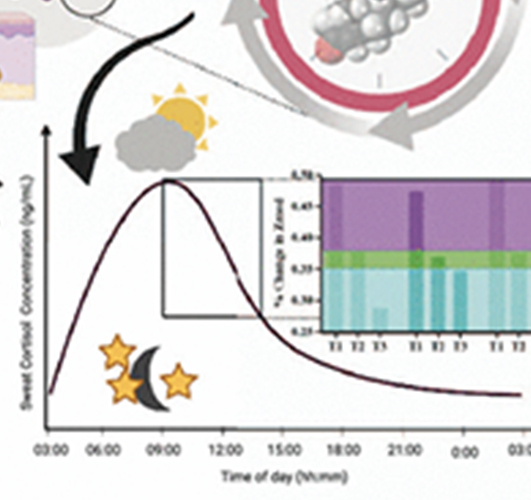 Sweat Cortisol Concentration (ng/mL)
% Change in Zmod
0.50
0.45
0.40
0.35
0.30
0.25
T1 T2 T3 T1 T2 T3 T1 T2
03:00 06:00 09:00 12:00 15:00 18:00 21:00 0:00 03:0
Time of day (hh:mm)